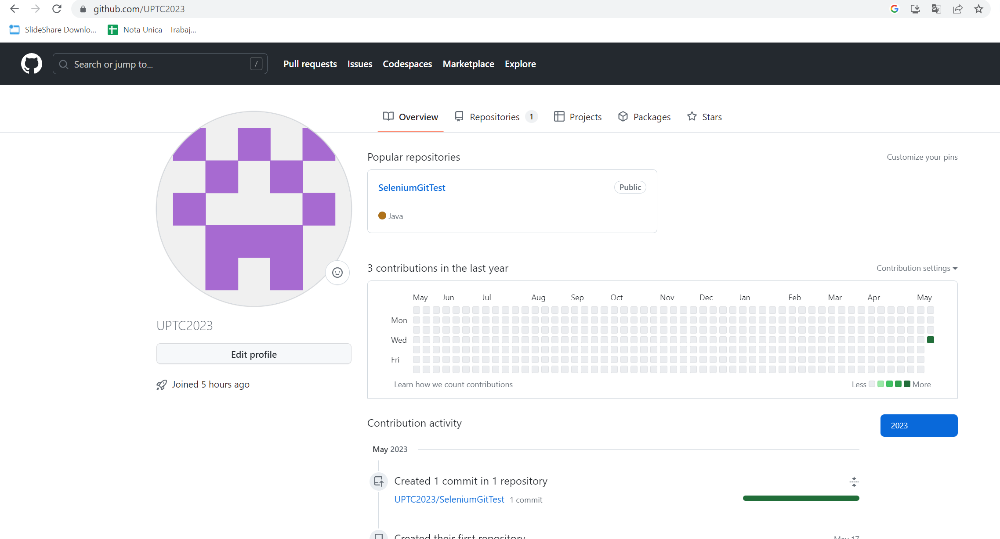 github.com/UPTC2023
SlideShare Downlo...
Nota Unica - Trabaj...
Search or jump to...
/
Pull requests
Issues
Codespaces
Marketplace
Explore
Overview
Repositories 1
Projects
Packages
Stars
Popular repositories
Customize your pins
SeleniumGitTest
Public
Java
3 contributions in the last year
Contribution settings
May Jun Jul Aug Sep Oct Nov Dec Jan Feb Mar Apr May
Mon
Wed
Fri
Learn how we count contributions
Less
More
UPTC2023
Edit profile
Joined 5 hours ago
Contribution activity
2023
May 2023
Created 1 commit in 1 repository
UPTC2023/SeleniumGitTest 1 commit
Created their first repository
May 17